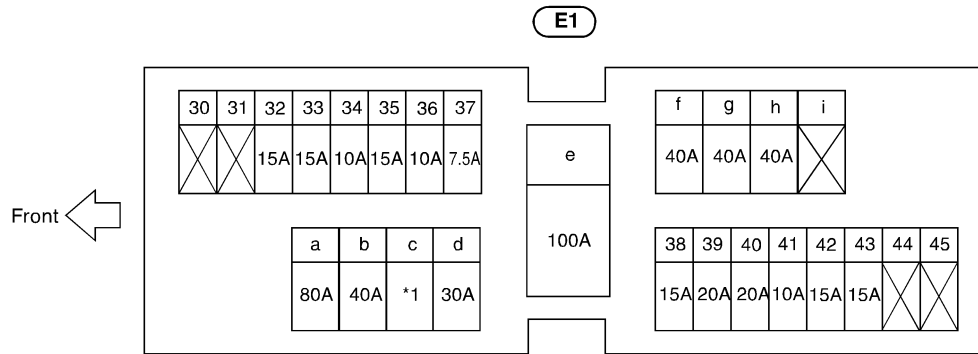 E1
30 31 32 33 34 35 36 37
15A 15A 10A 15A 10A 7.5A
f g h i
40A 40A 40A
e
100A
Front
a b c d
80A 40A *1 30A
38 39 40 41 42 43 44 45
15A 20A 20A 10A 15A 15A